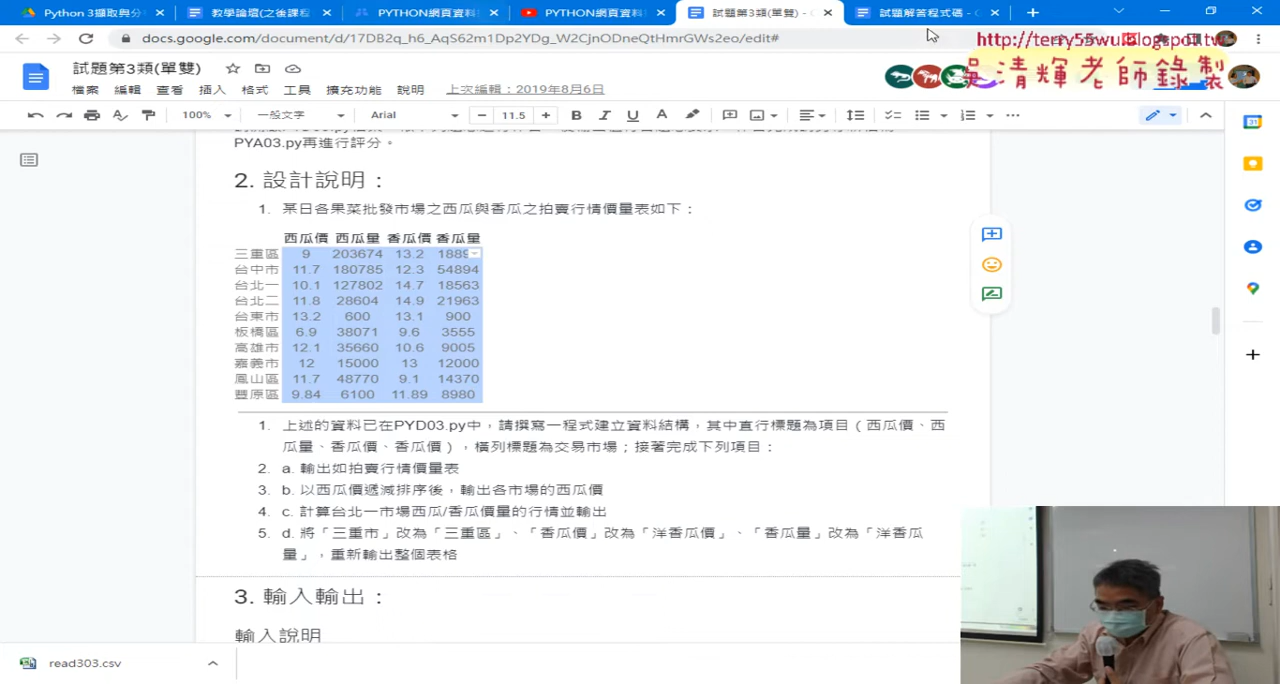 Python 3擷取與分
教學論壇(之後課程
PYTHON網頁資料
PYTHON網頁資料
試題第3類(單雙) -
試題解答程式碼 -
docs.google.com/document/d/17DB2q_h6_AqS62m1Dp2YDg_W2CjnODneQtHmrGWs2eo/edit#
http://terry55wu.blogspot.tw
吳清輝老師錄製
試題第3類(單雙)
檔案 編輯 查看 插入 格式 工具 擴充功能 說明 上次編輯：2019年8月6日
100% 一般文字 Arial 11.5 B I U A
PYA03.py再進行評分。
2. 設計說明：
1. 某日各果菜批發市場之西瓜與香瓜之拍賣行情價量表如下：
西瓜價 西瓜量 香瓜價 香瓜量
三重區 9 203674 13.2
台中市 11.7 180785 12.3 54894
台北一 10.1 127802 14.7 18563
台北二 11.8 28604 14.9 21963
台東市 13.2 600 13.1 900
板橋區 6.9 38071 9.6 3555
高雄市 12.1 35660 10.6 9005
嘉義市 12 15000 13 12000
鳳山區 11.7 48770 9.1 14370
豐原區 9.84 6100 11.89 8980
1. 上述的資料已在PYD03.py中，請撰寫一程式建立資料結構，其中直行標題為項目（西瓜價、西
瓜量、香瓜價、香瓜價），橫列標題為交易市場；接著完成下列項目：
2. a. 輸出如拍賣行情價量表
3. b. 以西瓜價遞減排序後，輸出各市場的西瓜價
4. c. 計算台北一市場西瓜/香瓜價量的行情並輸出
5. d. 將「三重市」改為「三重區」、「香瓜價」改為「洋香瓜價」、「香瓜量」改為「洋香瓜
量」，重新輸出整個表格
3. 輸入輸出：
輸入說明
read303.csv